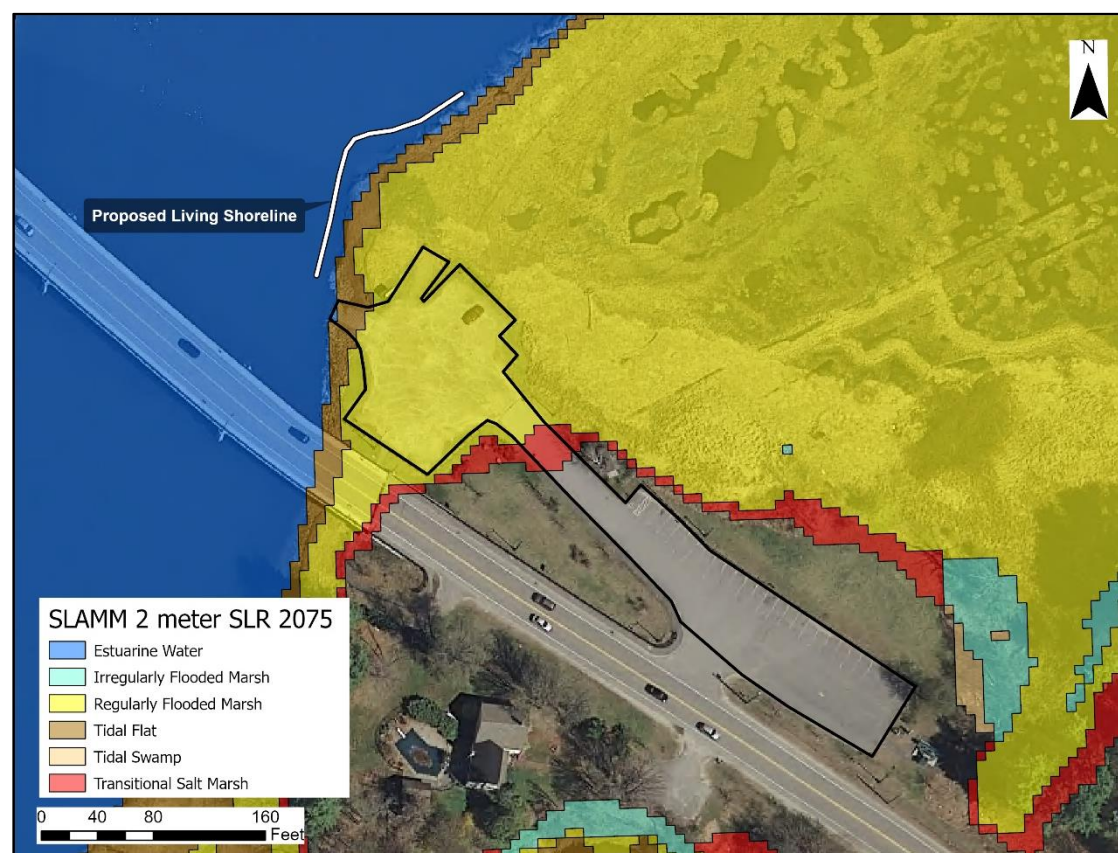 N
Proposed Living Shoreline
SLAMM 2 meter SLR 2075
Estuarine Water
Irregularly Flooded Marsh
Regularly Flooded Marsh
Tidal Flat
Tidal Swamp
Transitional Salt Marsh
0 40 80 160
Feet